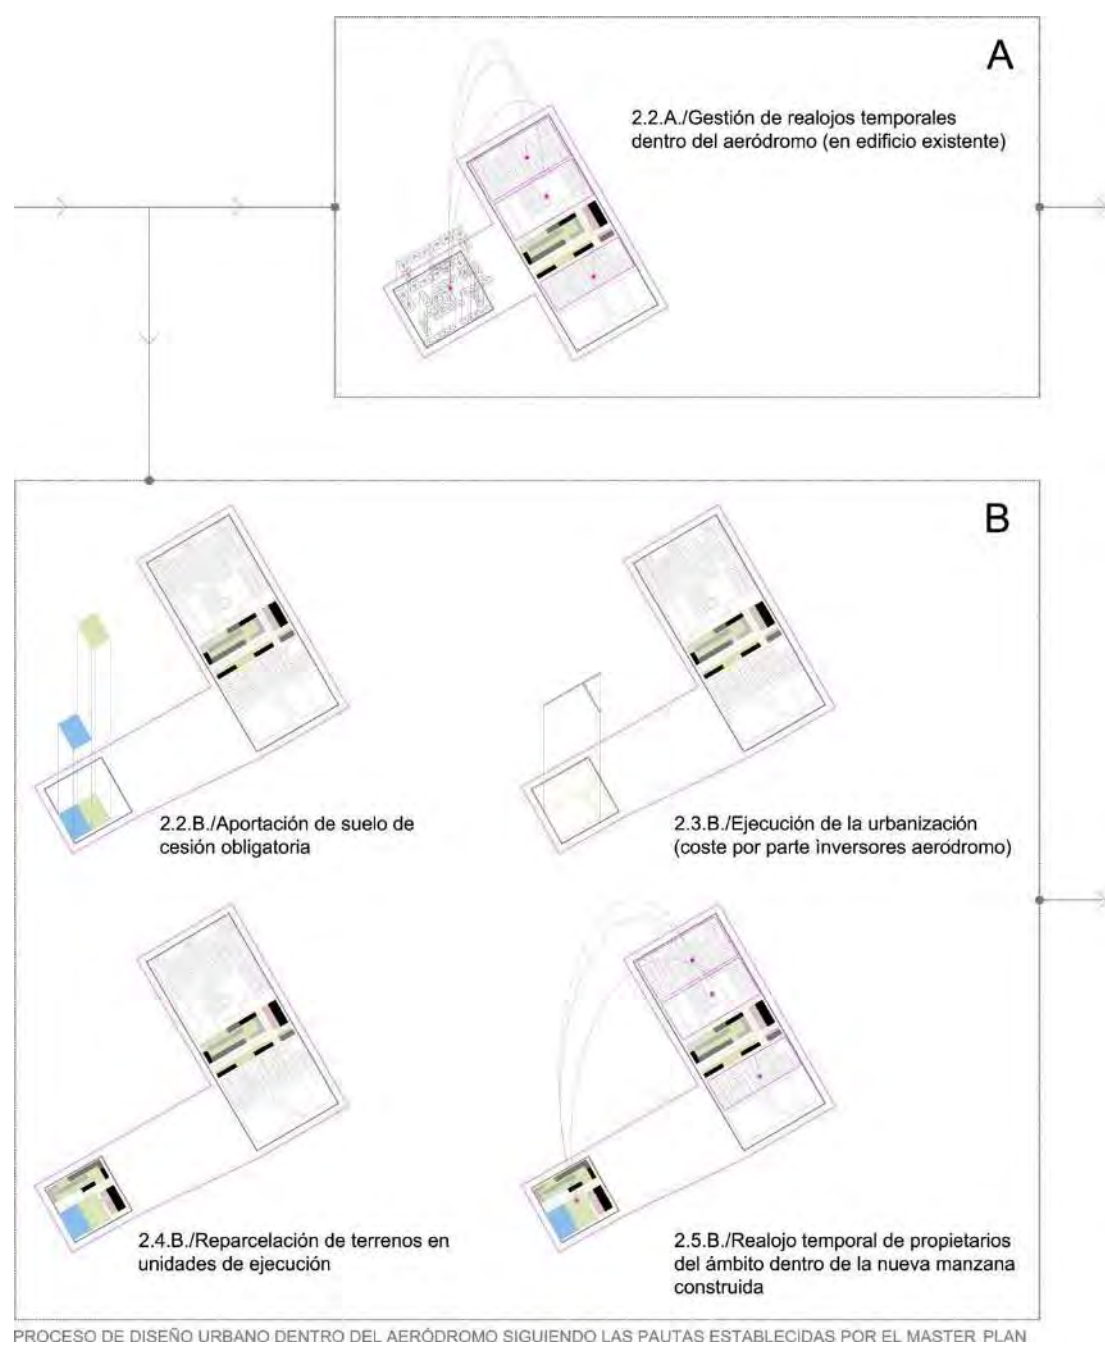 A
2.2.A./Gestión de realojos temporales
dentro del aeródromo (en edificio existente)
B
2.2.B./Aportación de suelo de
cesión obligatoria
2.3.B./Ejecución de la urbanización
(coste por parte inversores aeródromo)
2.4.B./Reparcelación de terrenos en
unidades de ejecución
2.5.B./Realojo temporal de propietarios
del ámbito dentro de la nueva manzana
construida
PROCESO DE DISEÑO URBANO DENTRO DEL AERÓDROMO SIGUIENDO LAS PAUTAS ESTABLECIDAS POR EL MASTER PLAN